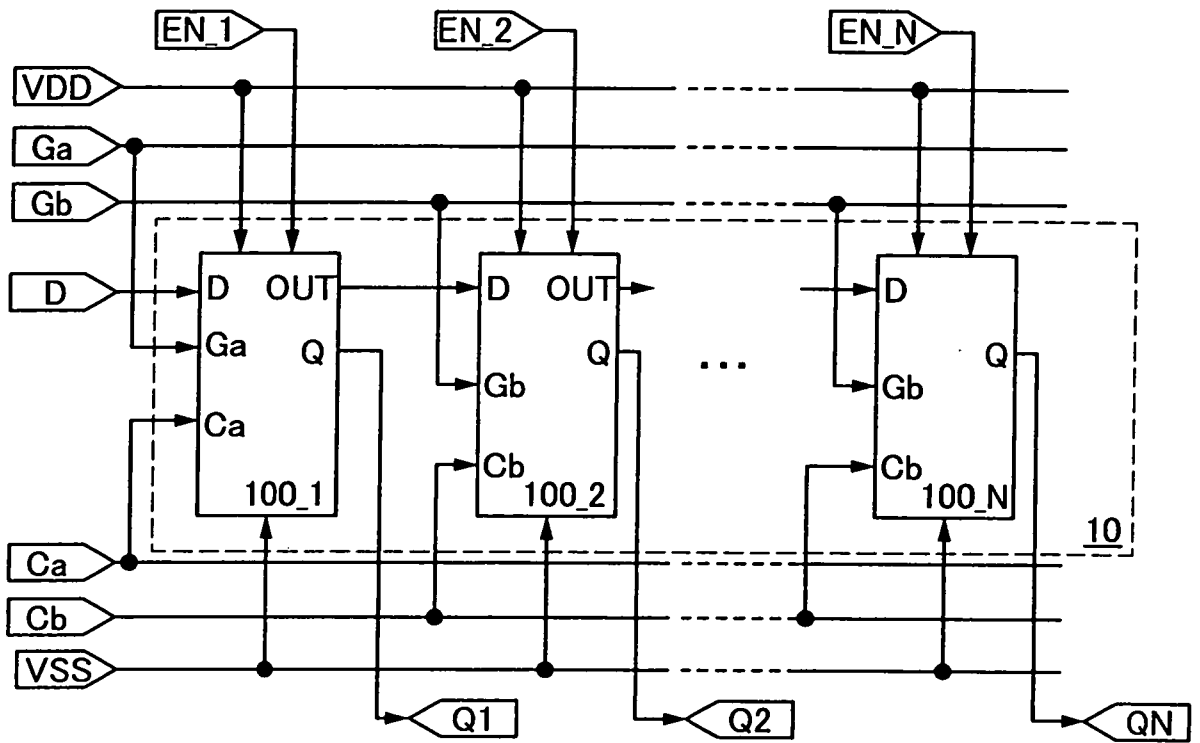 EN_1
EN_2
EN_N
VDD
Ga
Gb
D
D OUT
Ga
Q
Ca
100_1
D OUT
Q
Gb
Cb
100_2
...
D
Q
Gb
Cb
100_N
10
Ca
Cb
VSS
Q1
Q2
QN